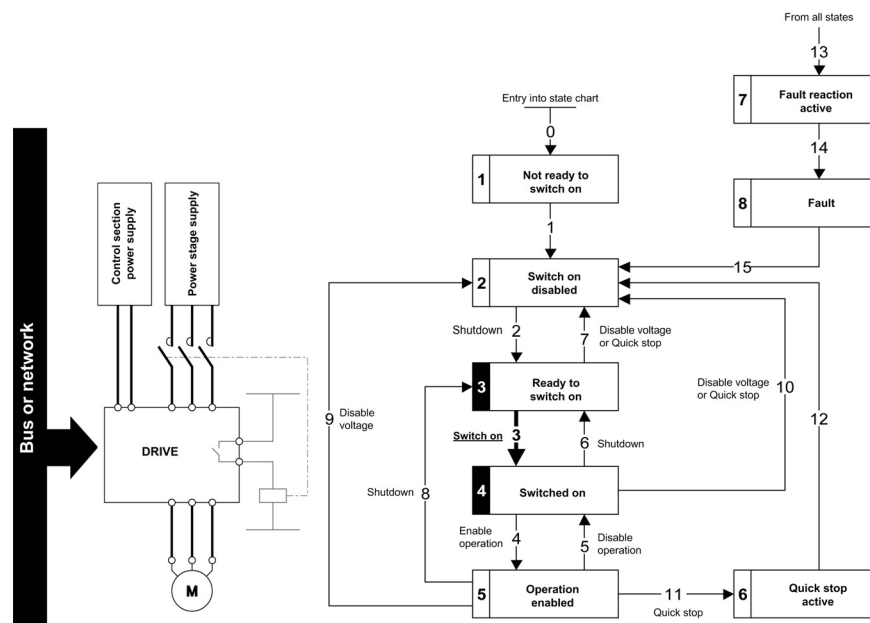 Bus or network
Control section
power supply
Power stage supply
DRIVE
M
From all states
13
7
Fault reaction
active
14
8
Fault
15
Entry into state chart
0
1
Not ready to
switch on
1
2
Switch on
disabled
Shutdown
2
7
Disable voltage
or Quick stop
3
Ready to
switch on
Switch on
3
6
Shutdown
4
Switched on
Enable
operation
4
5
Disable
operation
5
Operation
enabled
9
Disable
voltage
Shutdown
8
Disable voltage
or Quick stop
10
12
11
Quick stop
6
Quick stop
active